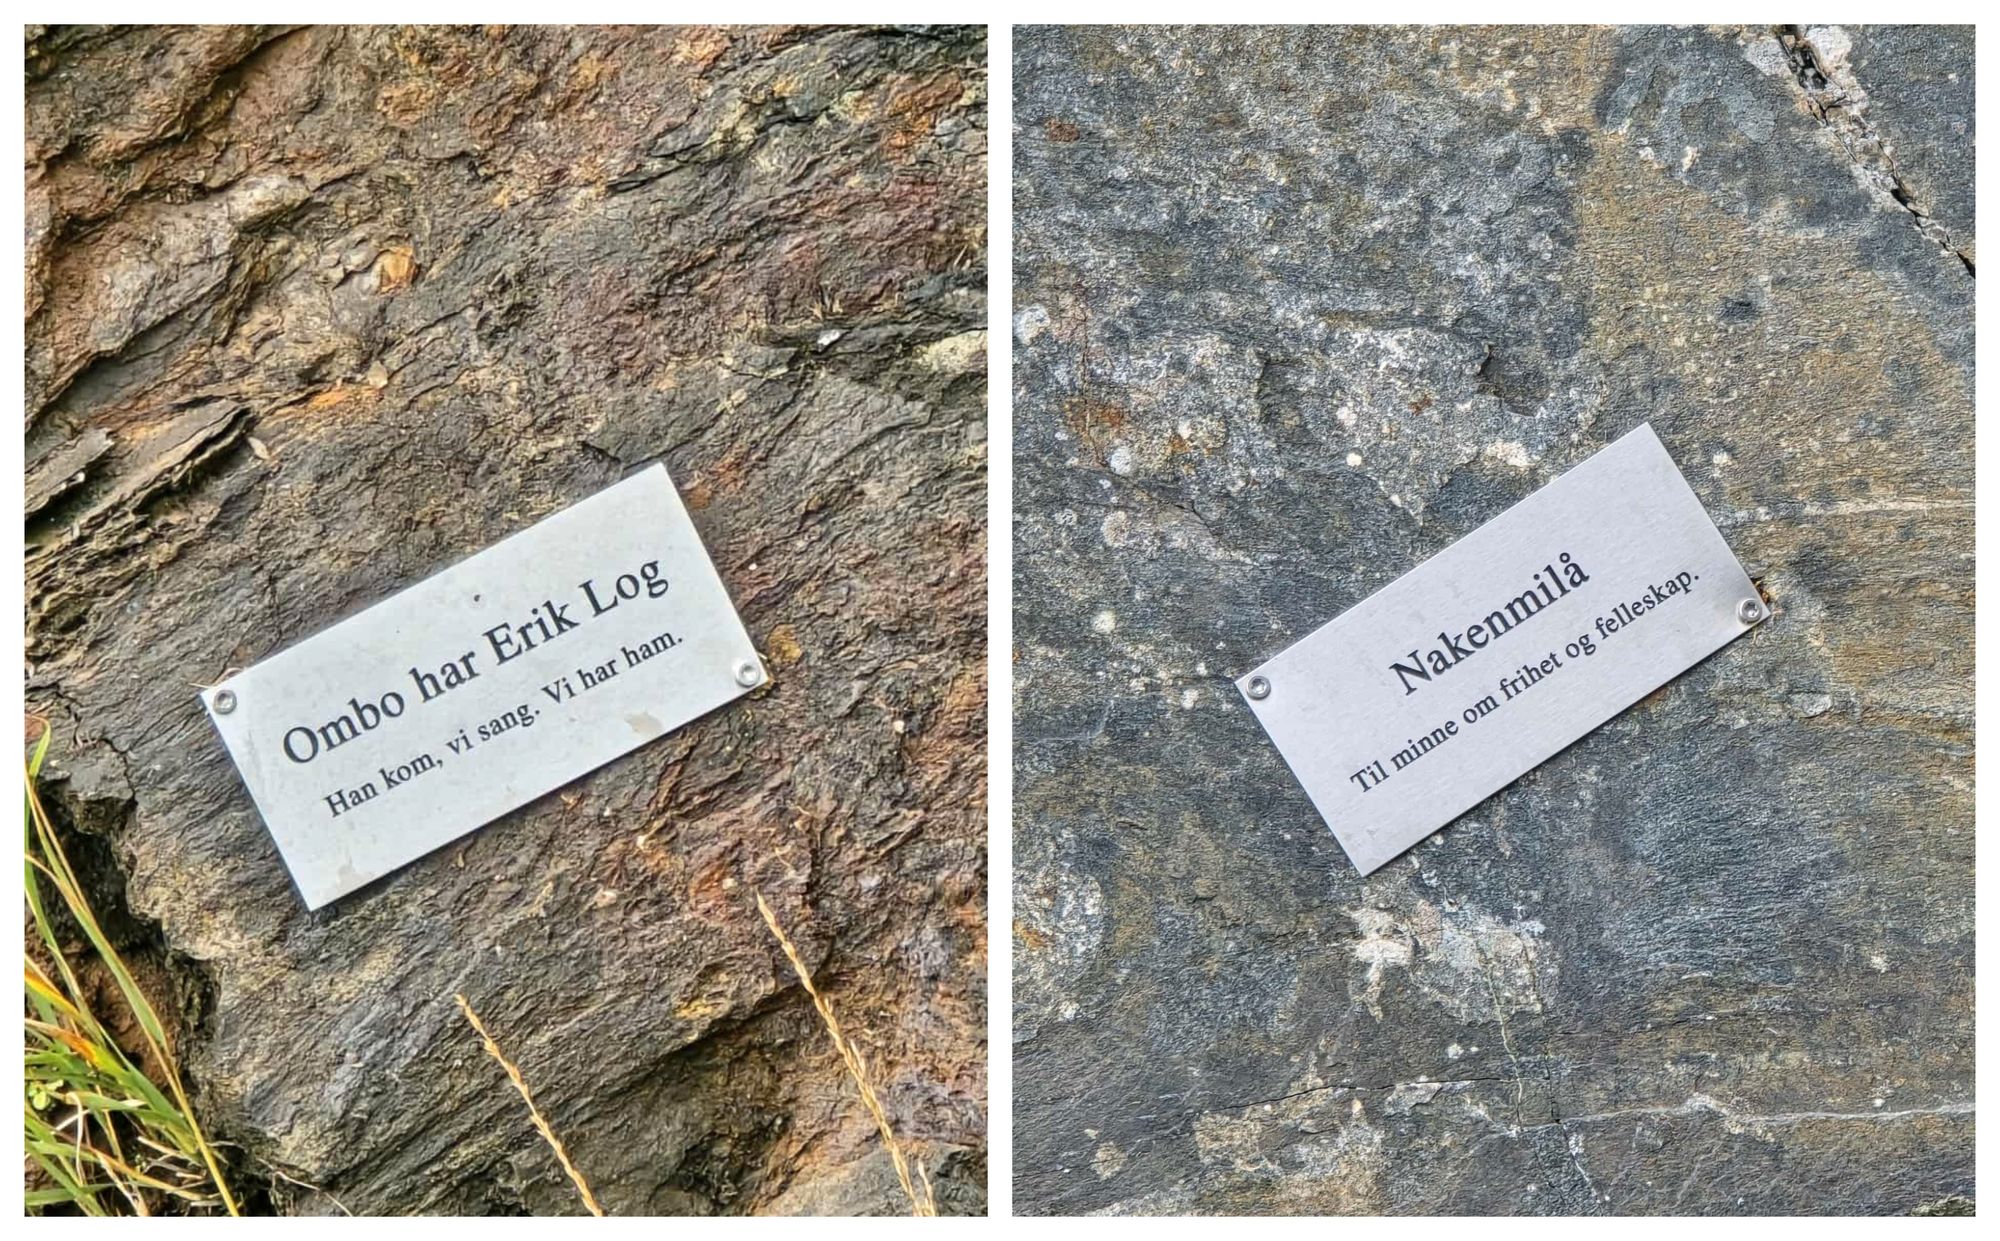 Ombo har Erik Log
Han kom, vi sang. Vi har ham.
Nakenmilå
Til minne om frihet og felleskap.